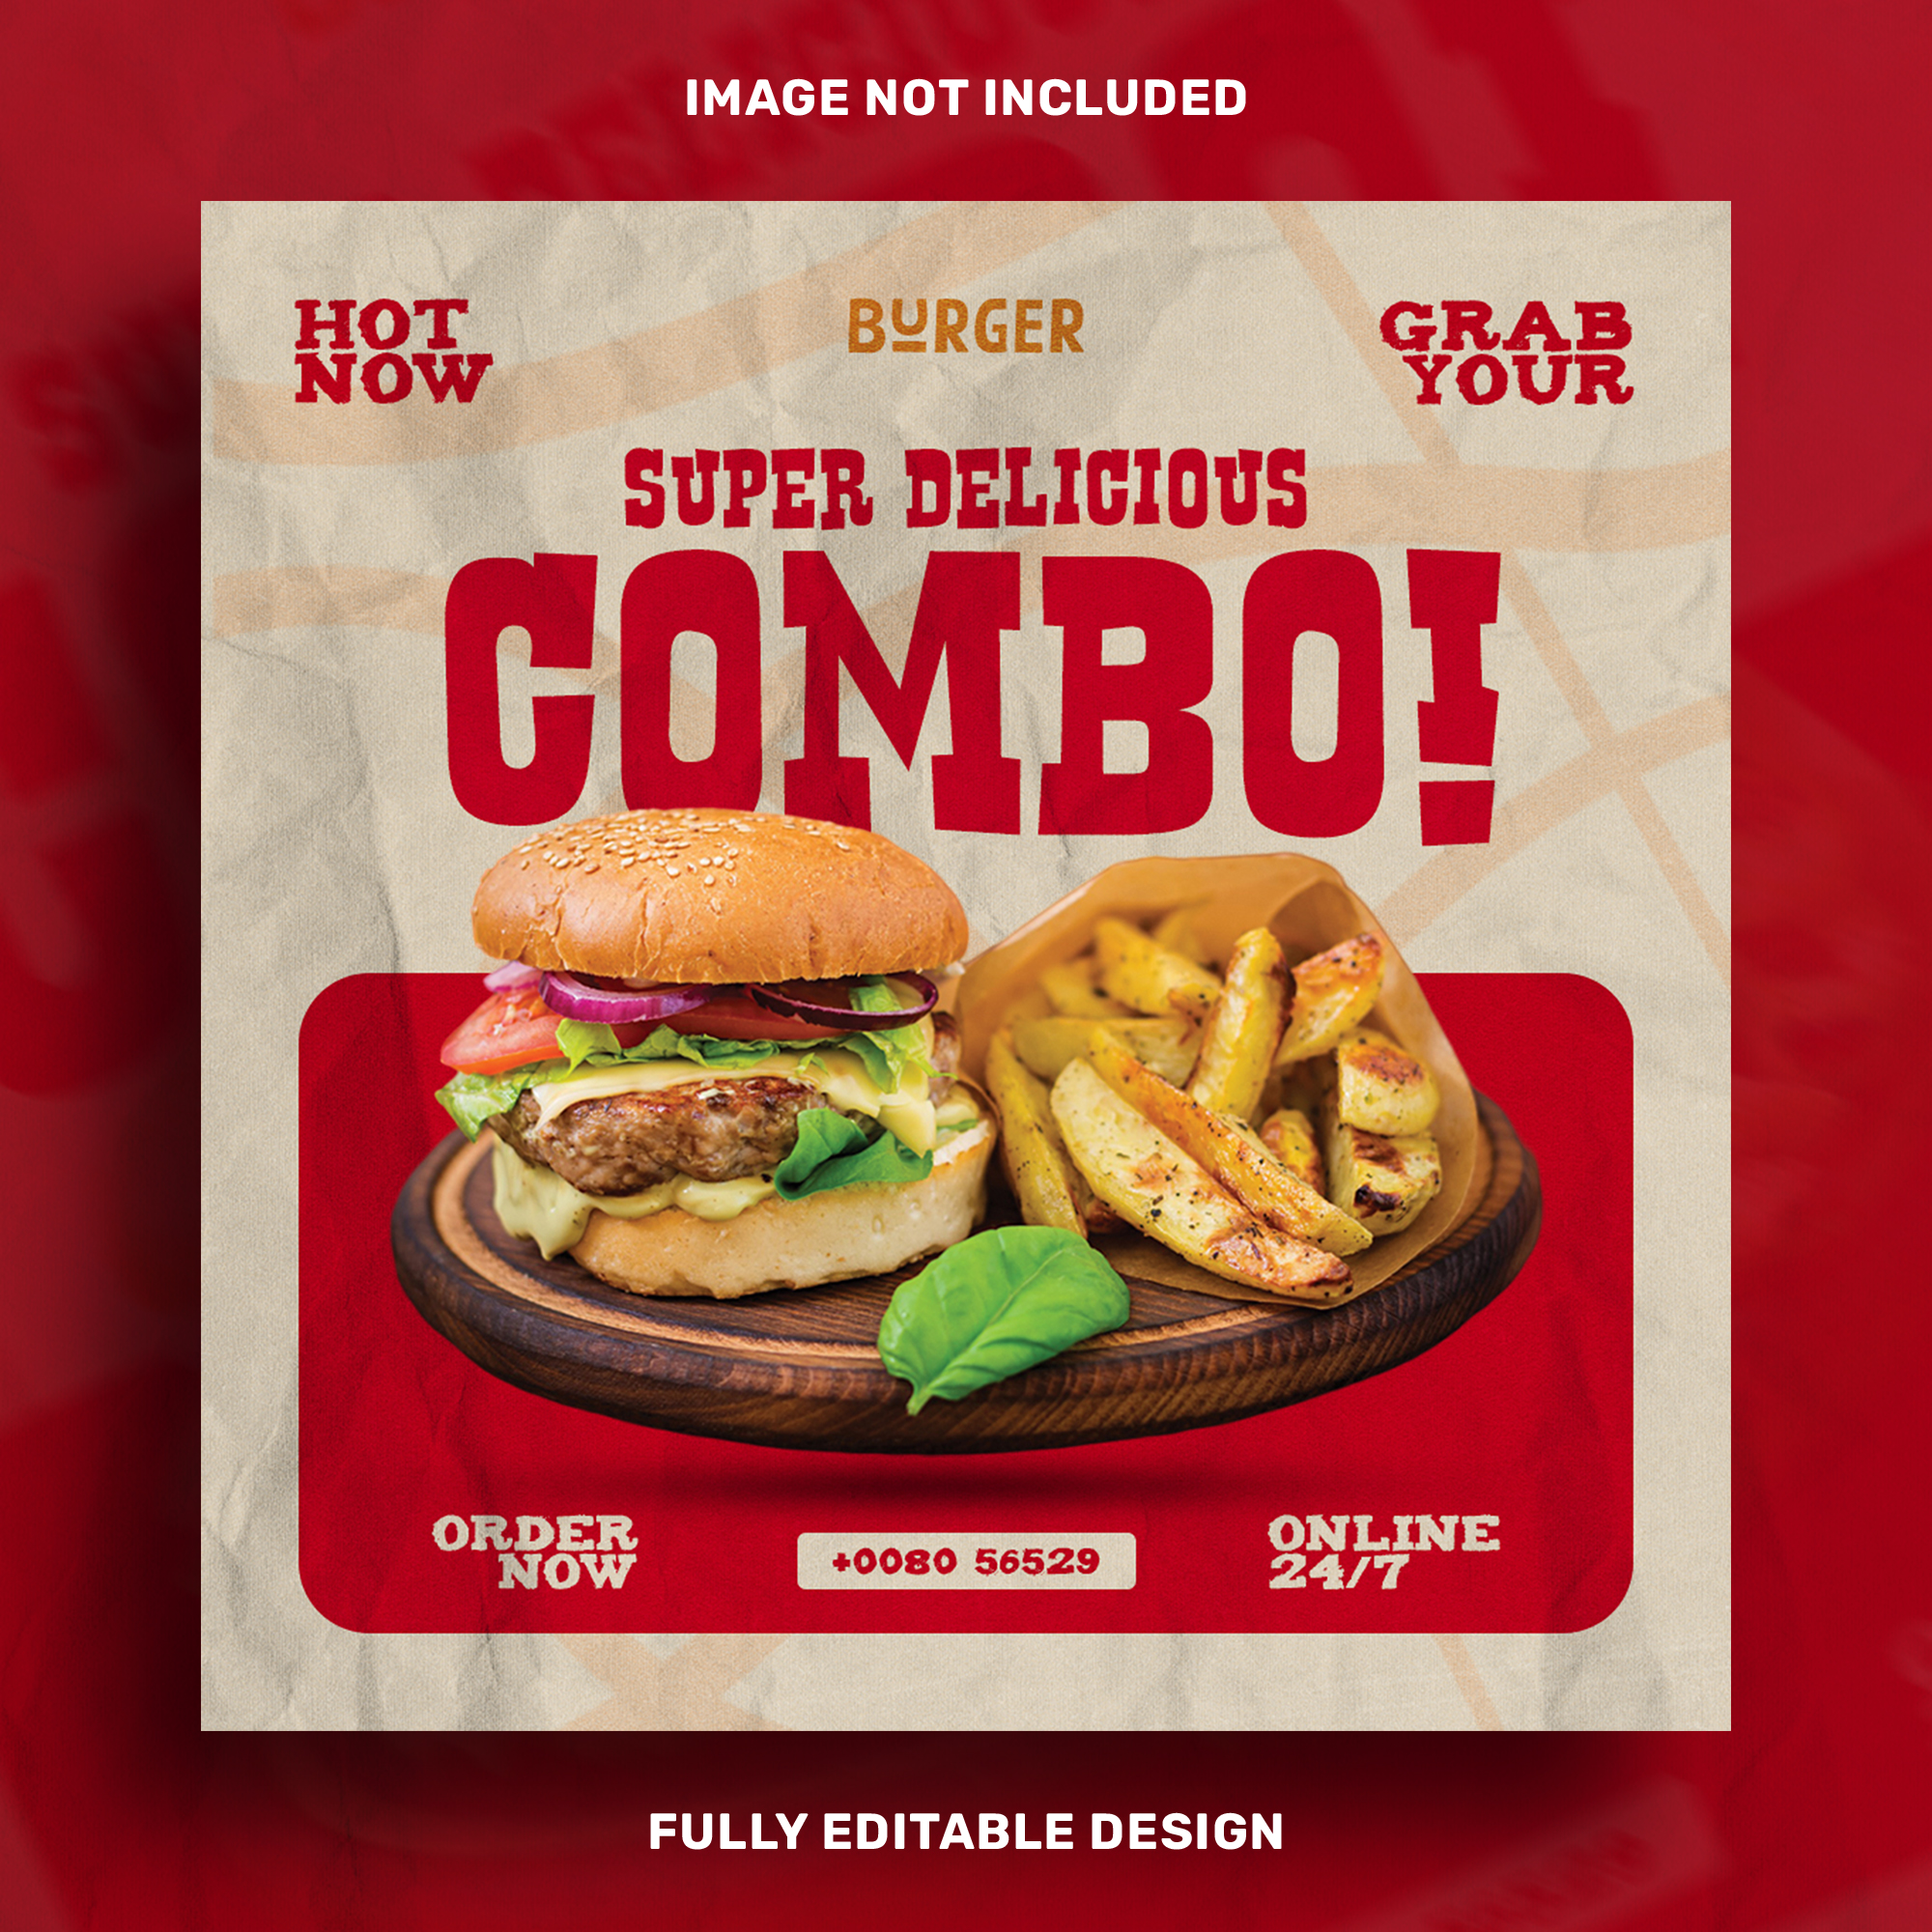 IMAGE NOT INCLUDED
HOT
NOW
BURGER
GRAB
YOUR
SUPER DELICIOUS
COMBO!
ORDER
NOW
+0080 56529
ONLINE
24/7
FULLY EDITABLE DESIGN